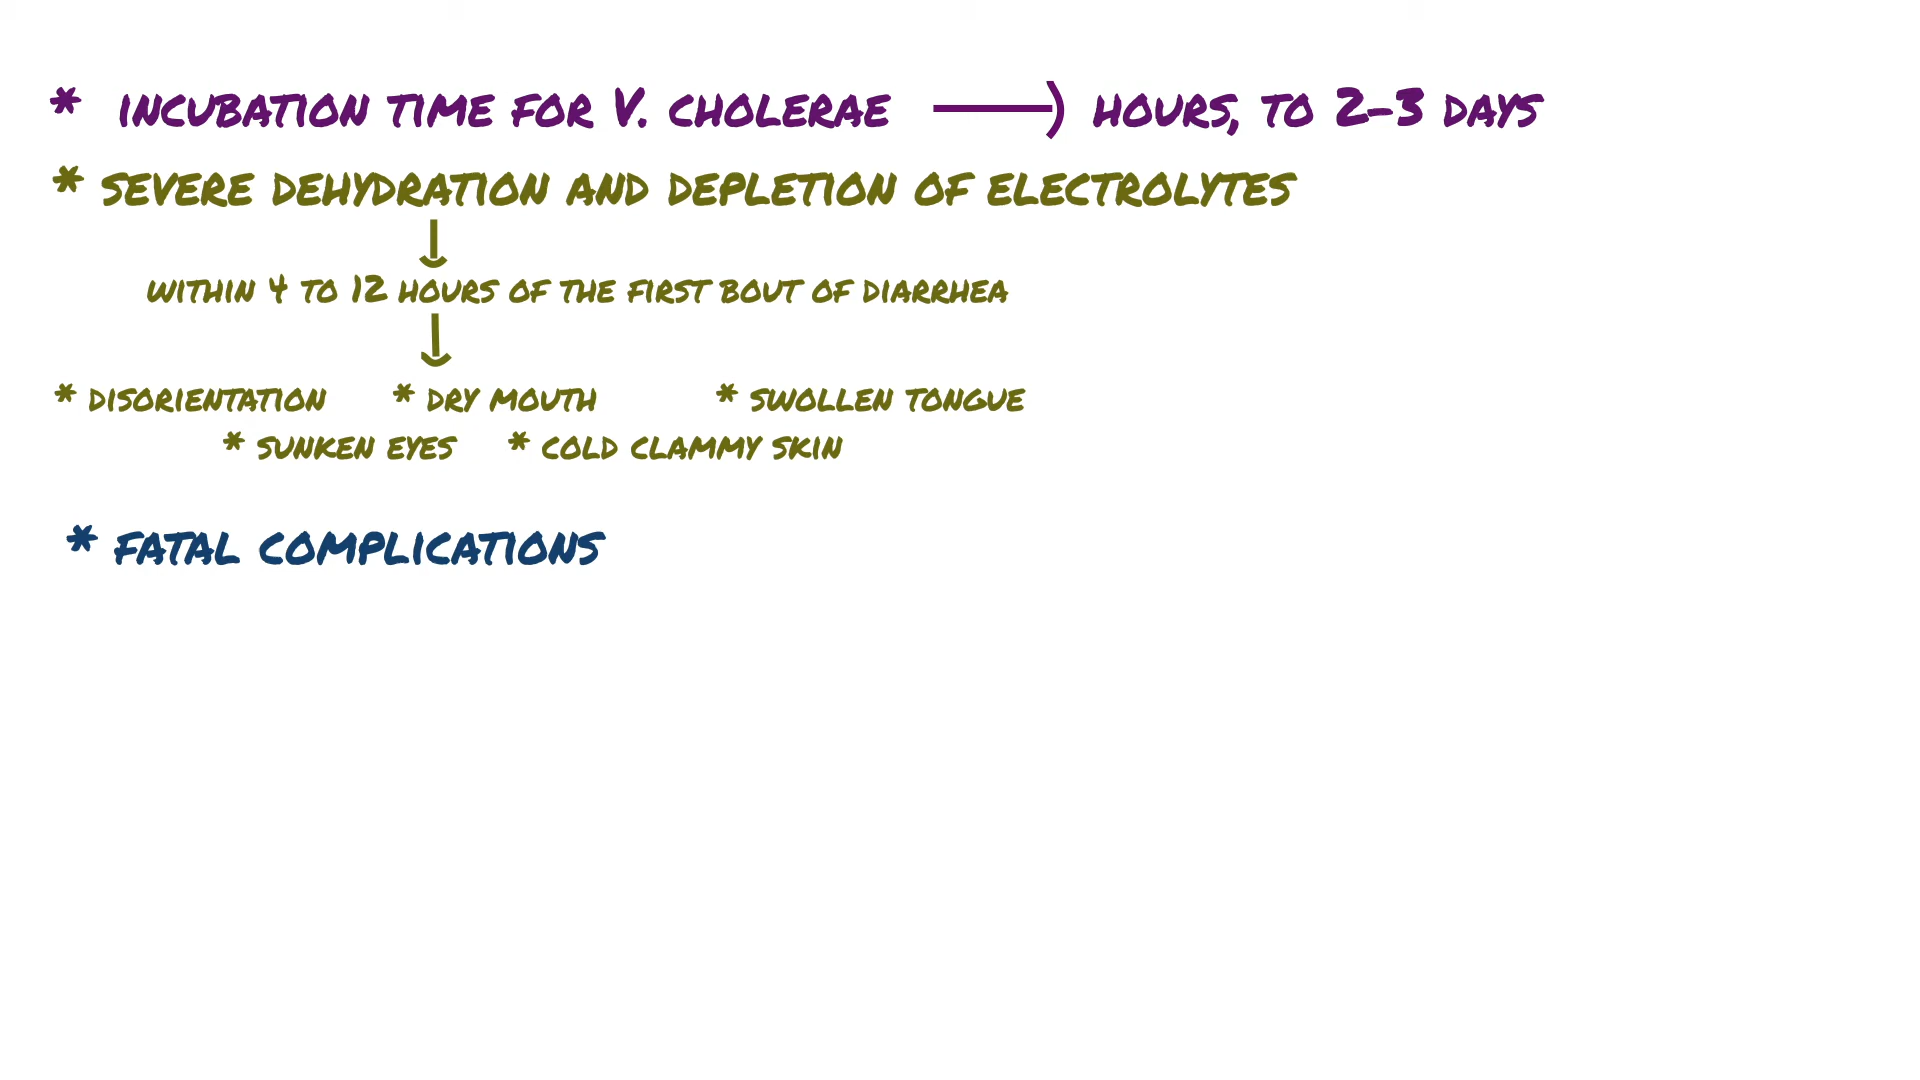 * INCUBATION TIME FOR V. CHOLERAE → HOURS, TO 2-3 DAYS
* SEVERE DEHYDRATION AND DEPLETION OF ELECTROLYTES
WITHIN 4 TO 12 HOURS OF THE FIRST BOUT OF DIARRHEA
* DISORIENTATION * DRY MOUTH * SWOLLEN TONGUE
* SUNKEN EYES * COLD CLAMMY SKIN
* FATAL COMPLICATIONS